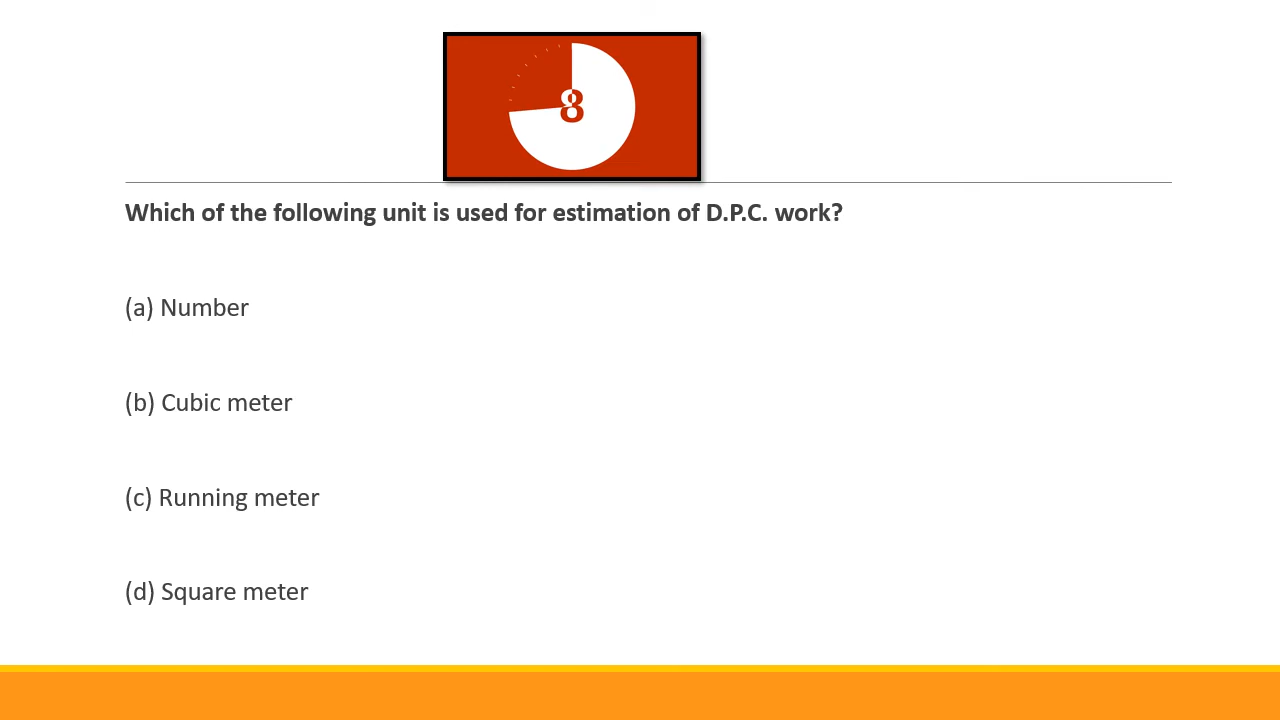 8
Which of the following unit is used for estimation of D.P.C. work?
(a) Number
(b) Cubic meter
(c) Running meter
(d) Square meter